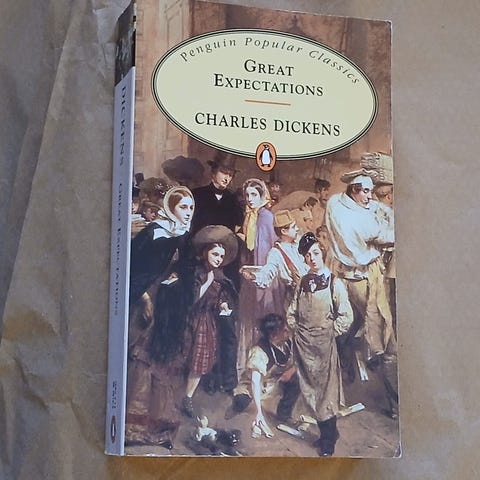 Penguin Popular Classics
GREAT
EXPECTATIONS
CHARLES DICKENS
DICKENS · GREAT EXPECTATIONS